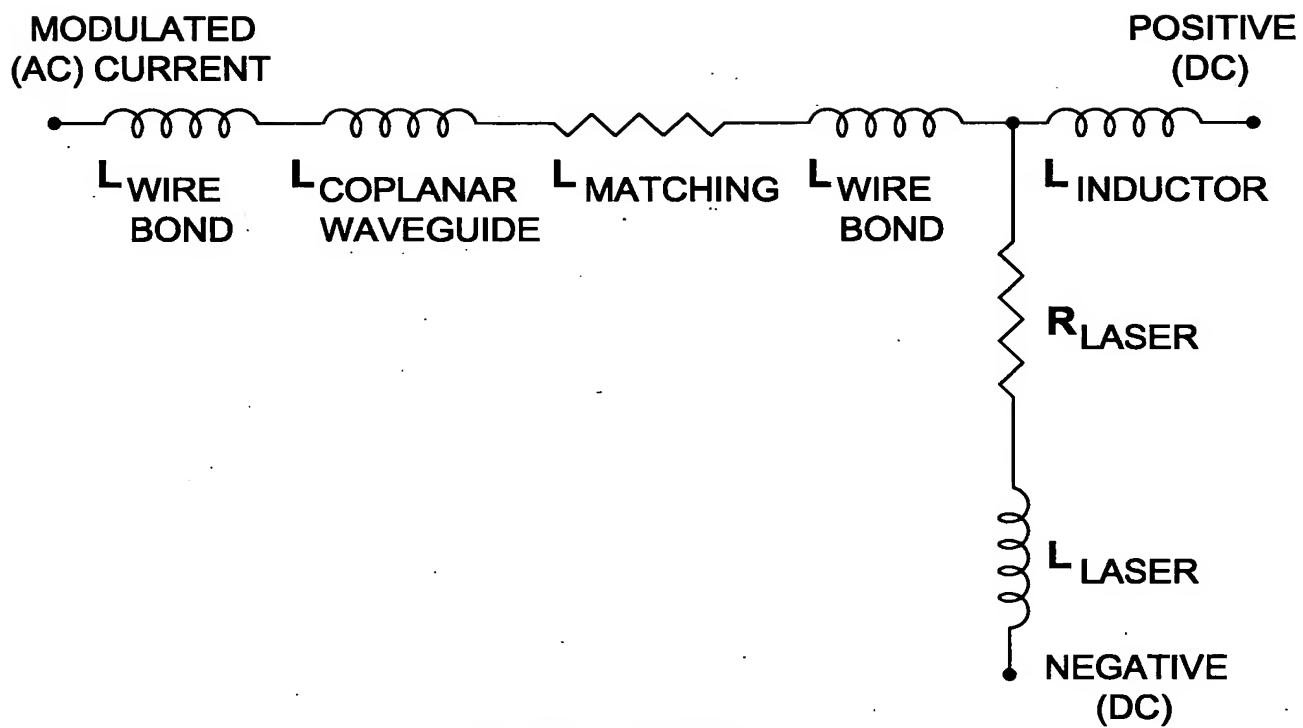 MODULATED
(AC) CURRENT
POSITIVE
(DC)
L WIRE
BOND
L COPLANAR
WAVEGUIDE
L MATCHING
L WIRE
BOND
L INDUCTOR
R LASER
L LASER
NEGATIVE
(DC)